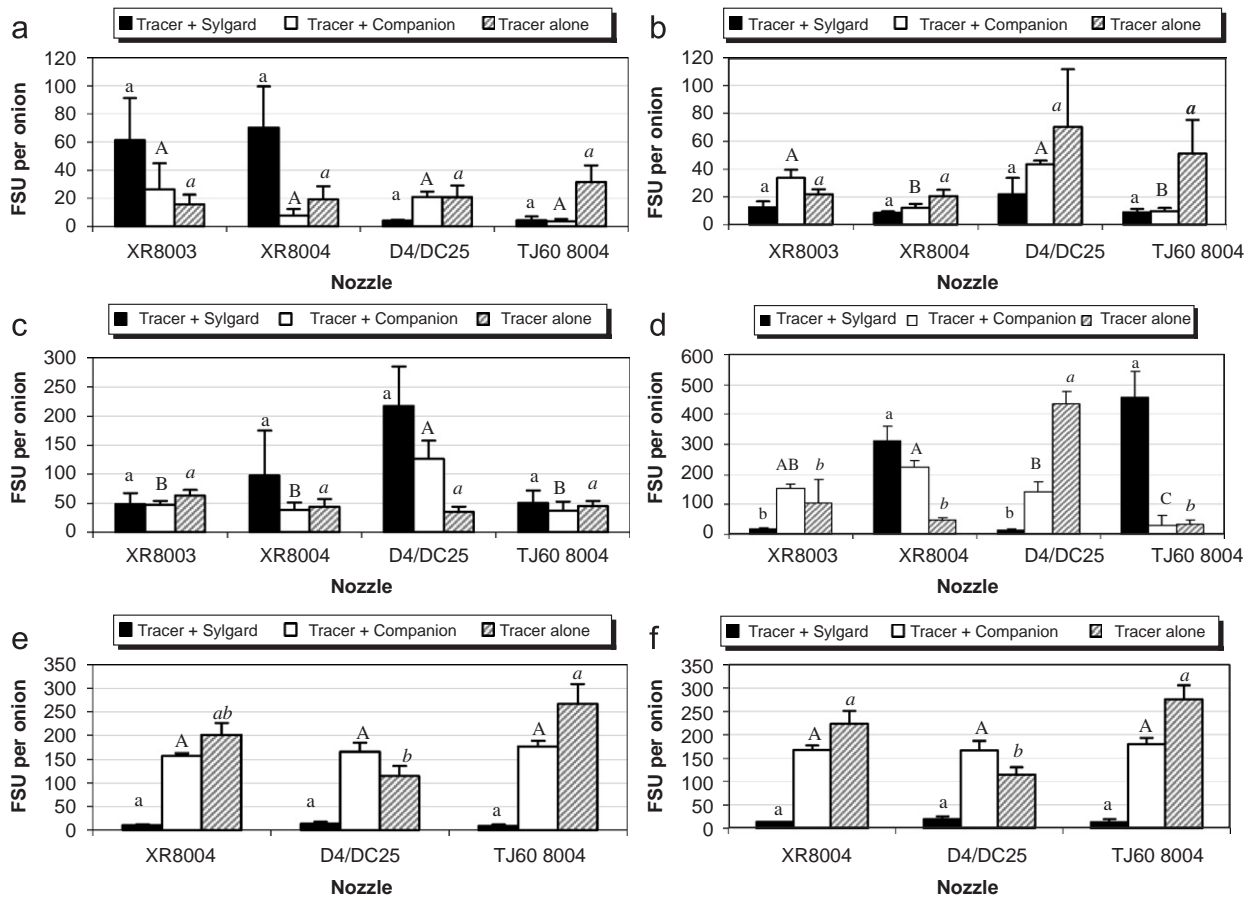 a
Tracer + Sylgard Tracer + Companion Tracer alone
FSU per onion
120
100
80
60
40
20
0
a A a
a A a
a A a
a A a
XR8003 XR8004 D4/DC25 TJ60 8004
Nozzle
b
Tracer + Sylgard Tracer + Companion Tracer alone
FSU per onion
120
100
80
60
40
20
0
a A a
a B a
a A a
a B a
XR8003 XR8004 D4/DC25 TJ60 8004
Nozzle
c
Tracer + Sylgard Tracer + Companion Tracer alone
FSU per onion
300
250
200
150
100
50
0
a B a
a B a
a A a
a B a
XR8003 XR8004 D4/DC25 TJ60 8004
Nozzle
d
Tracer + Sylgard Tracer + Companion Tracer alone
FSU per onion
600
500
400
300
200
100
0
b AB b
a A b
b B a
a C b
XR8003 XR8004 D4/DC25 TJ60 8004
Nozzle
e
Tracer + Sylgard Tracer + Companion Tracer alone
FSU per onion
350
300
250
200
150
100
50
0
a A ab
a A b
a A a
XR8004 D4/DC25 TJ60 8004
Nozzle
f
Tracer + Sylgard Tracer + Companion Tracer alone
FSU per onion
350
300
250
200
150
100
50
0
a A a
a A b
a A a
XR8004 D4/DC25 TJ60 8004
Nozzle